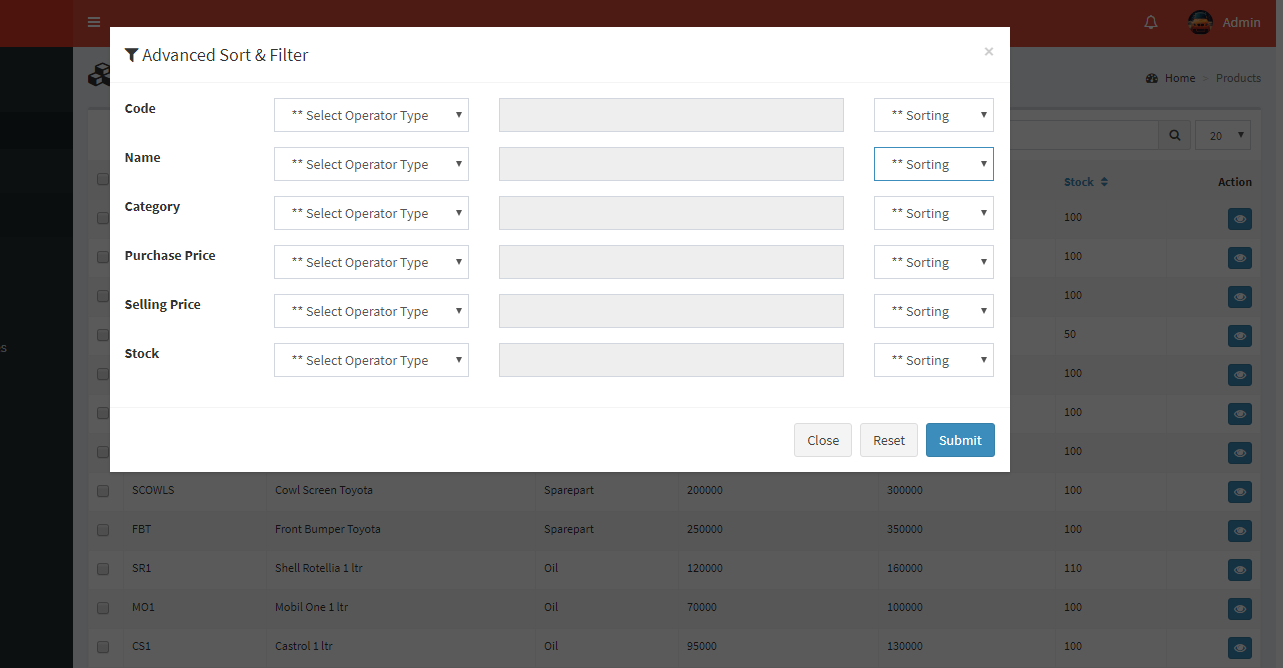 Admin
Advanced Sort & Filter ×
Home > Products
Code ** Select Operator Type ** Sorting
20
Name ** Select Operator Type ** Sorting
Stock Action
Category ** Select Operator Type ** Sorting
100
Purchase Price ** Select Operator Type ** Sorting
100
Selling Price ** Select Operator Type ** Sorting
100
s
50
Stock ** Select Operator Type ** Sorting
100
100
Close Reset Submit
100
SCOWLS Cowl Screen Toyota Sparepart 200000 300000 100
FBT Front Bumper Toyota Sparepart 250000 350000 100
SR1 Shell Rotellia 1 ltr Oil 120000 160000 110
MO1 Mobil One 1 ltr Oil 70000 100000 100
CS1 Castrol 1 ltr Oil 95000 130000 100